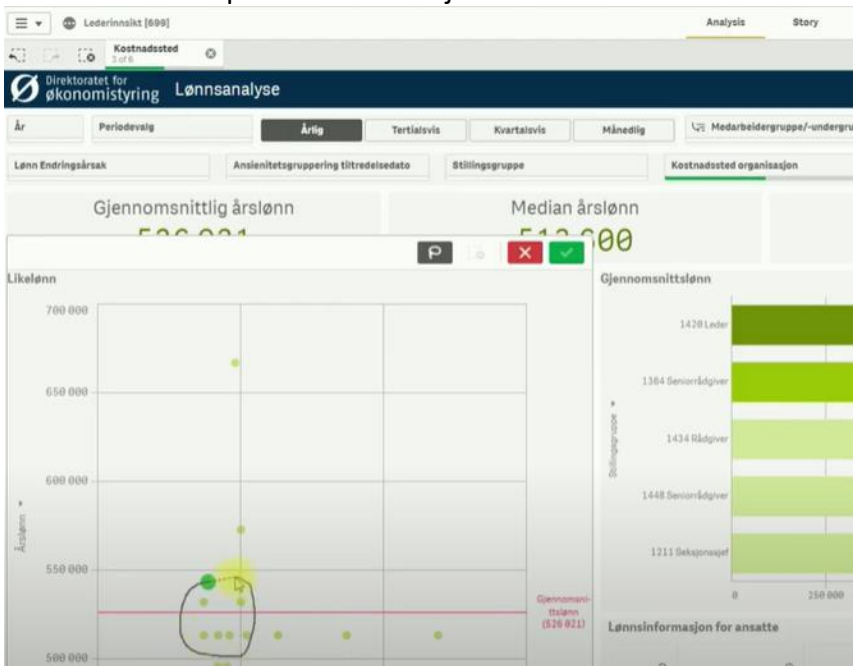 Lederinnsikt [699]
Analysis
Story
Kostnadssted
3 of 6
Direktoratet for
økonomistyring
Lønnsanalyse
År
Periodevalg
Årlig
Tertialsvis
Kvartalsvis
Månedlig
Medarbeidergruppe/-undergru
Lønn Endringsårsak
Ansienitetsgruppering tiltredelsedato
Stillingsgruppe
Kostnadssted organisasjon
Gjennomsnittlig årslønn
Median årslønn
Likelønn
Gjennomsnittslønn
700 000
650 000
600 000
550 000
500 000
Årslønn
Gjennomsni-
ttslønn
(526 021)
Stillingsgruppe
1420 Leder
1364 Seniorrådgiver
1434 Rådgiver
1448 Seniorrådgiver
1211 Seksjonssjef
0
250 000
Lønnsinformasjon for ansatte